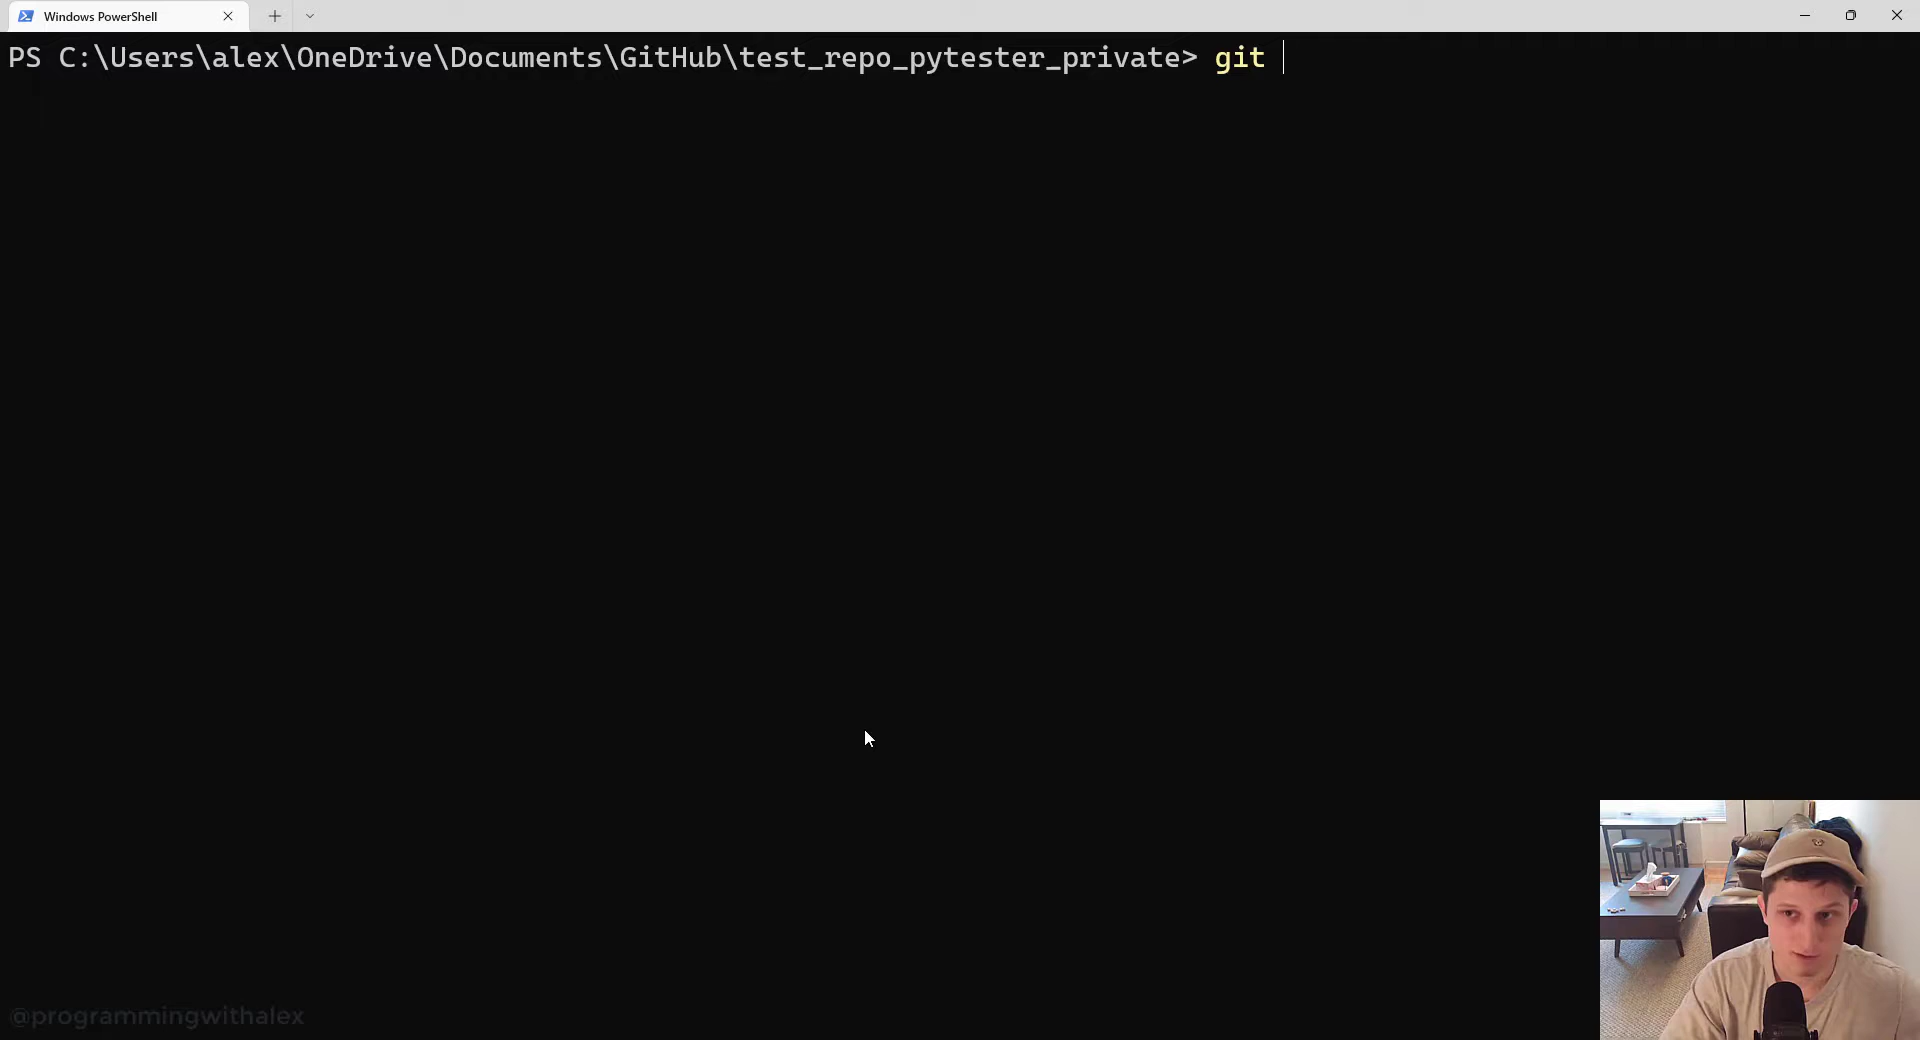 Windows PowerShell
PS C:\Users\alex\OneDrive\Documents\GitHub\test_repo_pytester_private> git
@programmingwithalex